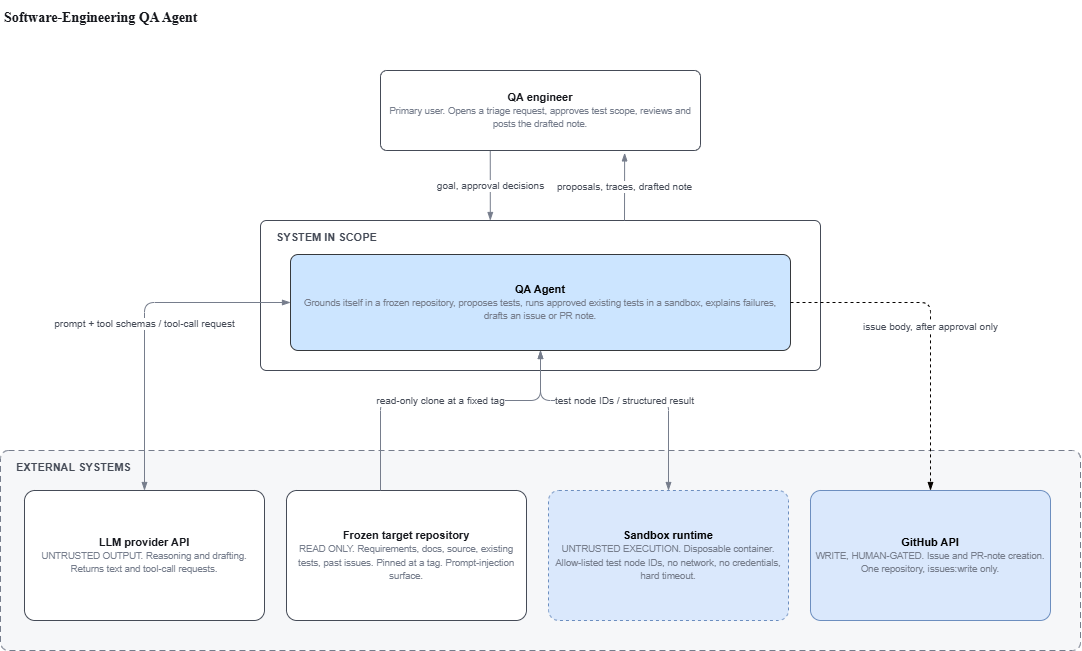 Software-Engineering QA Agent
QA engineer
Primary user. Opens a triage request, approves test scope, reviews and
posts the drafted note.
goal, approval decisions
proposals, traces, drafted note
SYSTEM IN SCOPE
QA Agent
Grounds itself in a frozen repository, proposes tests, runs approved existing tests in a sandbox, explains failures,
drafts an issue or PR note.
prompt + tool schemas / tool-call request
issue body, after approval only
read-only clone at a fixed tag
test node IDs / structured result
EXTERNAL SYSTEMS
LLM provider API
UNTRUSTED OUTPUT. Reasoning and drafting.
Returns text and tool-call requests.
Frozen target repository
READ ONLY. Requirements, docs, source, existing
tests, past issues. Pinned at a tag. Prompt-injection
surface.
Sandbox runtime
UNTRUSTED EXECUTION. Disposable container.
Allow-listed test node IDs, no network, no credentials,
hard timeout.
GitHub API
WRITE, HUMAN-GATED. Issue and PR-note creation.
One repository, issues:write only.